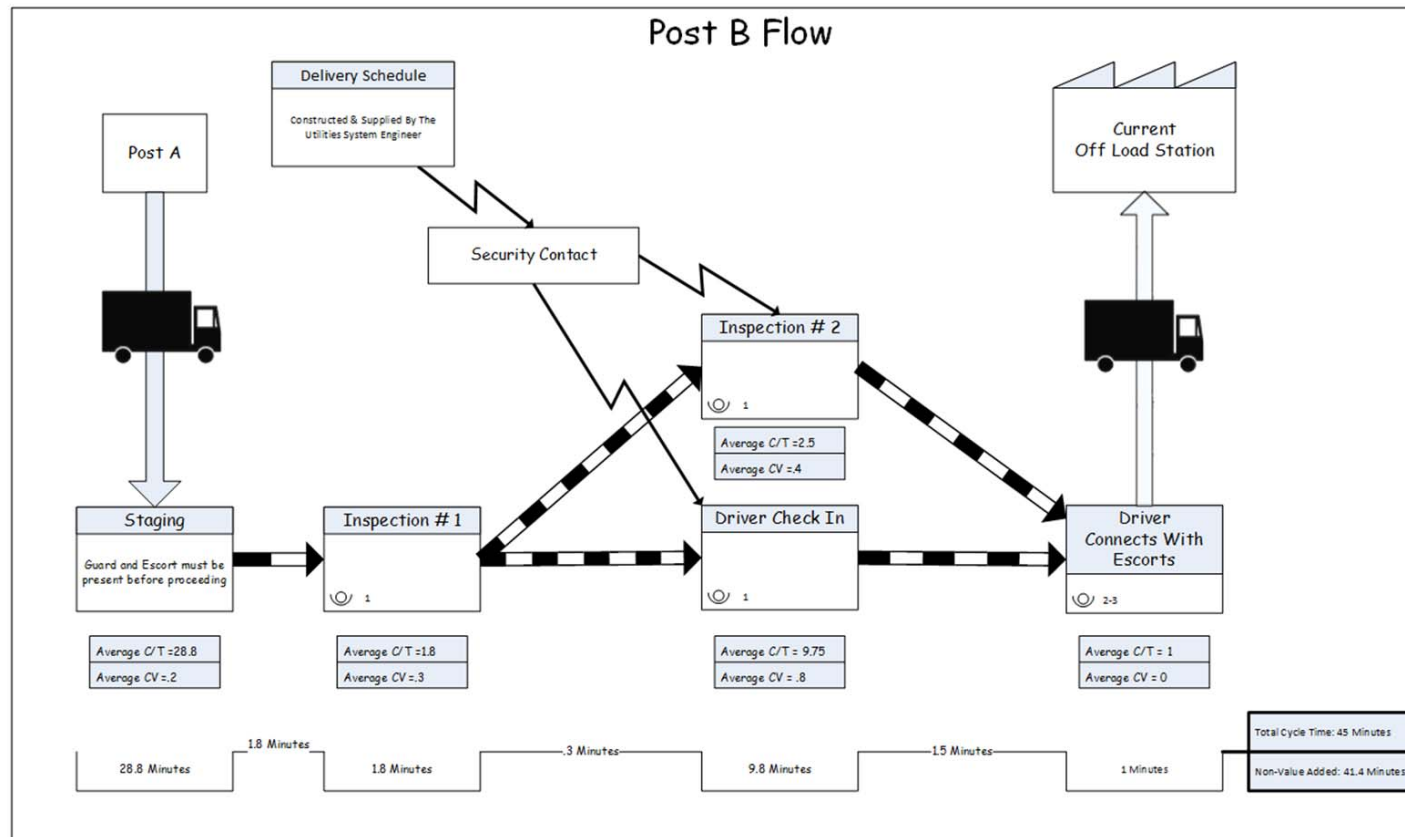 Post B Flow
Delivery Schedule
Constructed & Supplied By The
Utilities System Engineer
Post A
Current
Off Load Station
Security Contact
Inspection # 2
1
Average C/T =2.5
Average CV =.4
Staging
Guard and Escort must be
present before proceeding
Average C/T =28.8
Average CV =.2
Inspection # 1
1
Average C/T =1.8
Average CV =.3
Driver Check In
1
Average C/T = 9.75
Average CV = .8
Driver
Connects With
Escorts
2-3
Average C/T = 1
Average CV = 0
28.8 Minutes
1.8 Minutes
1.8 Minutes
.3 Minutes
9.8 Minutes
1.5 Minutes
1 Minutes
Total Cycle Time: 45 Minutes
Non-Value Added: 41.4 Minutes